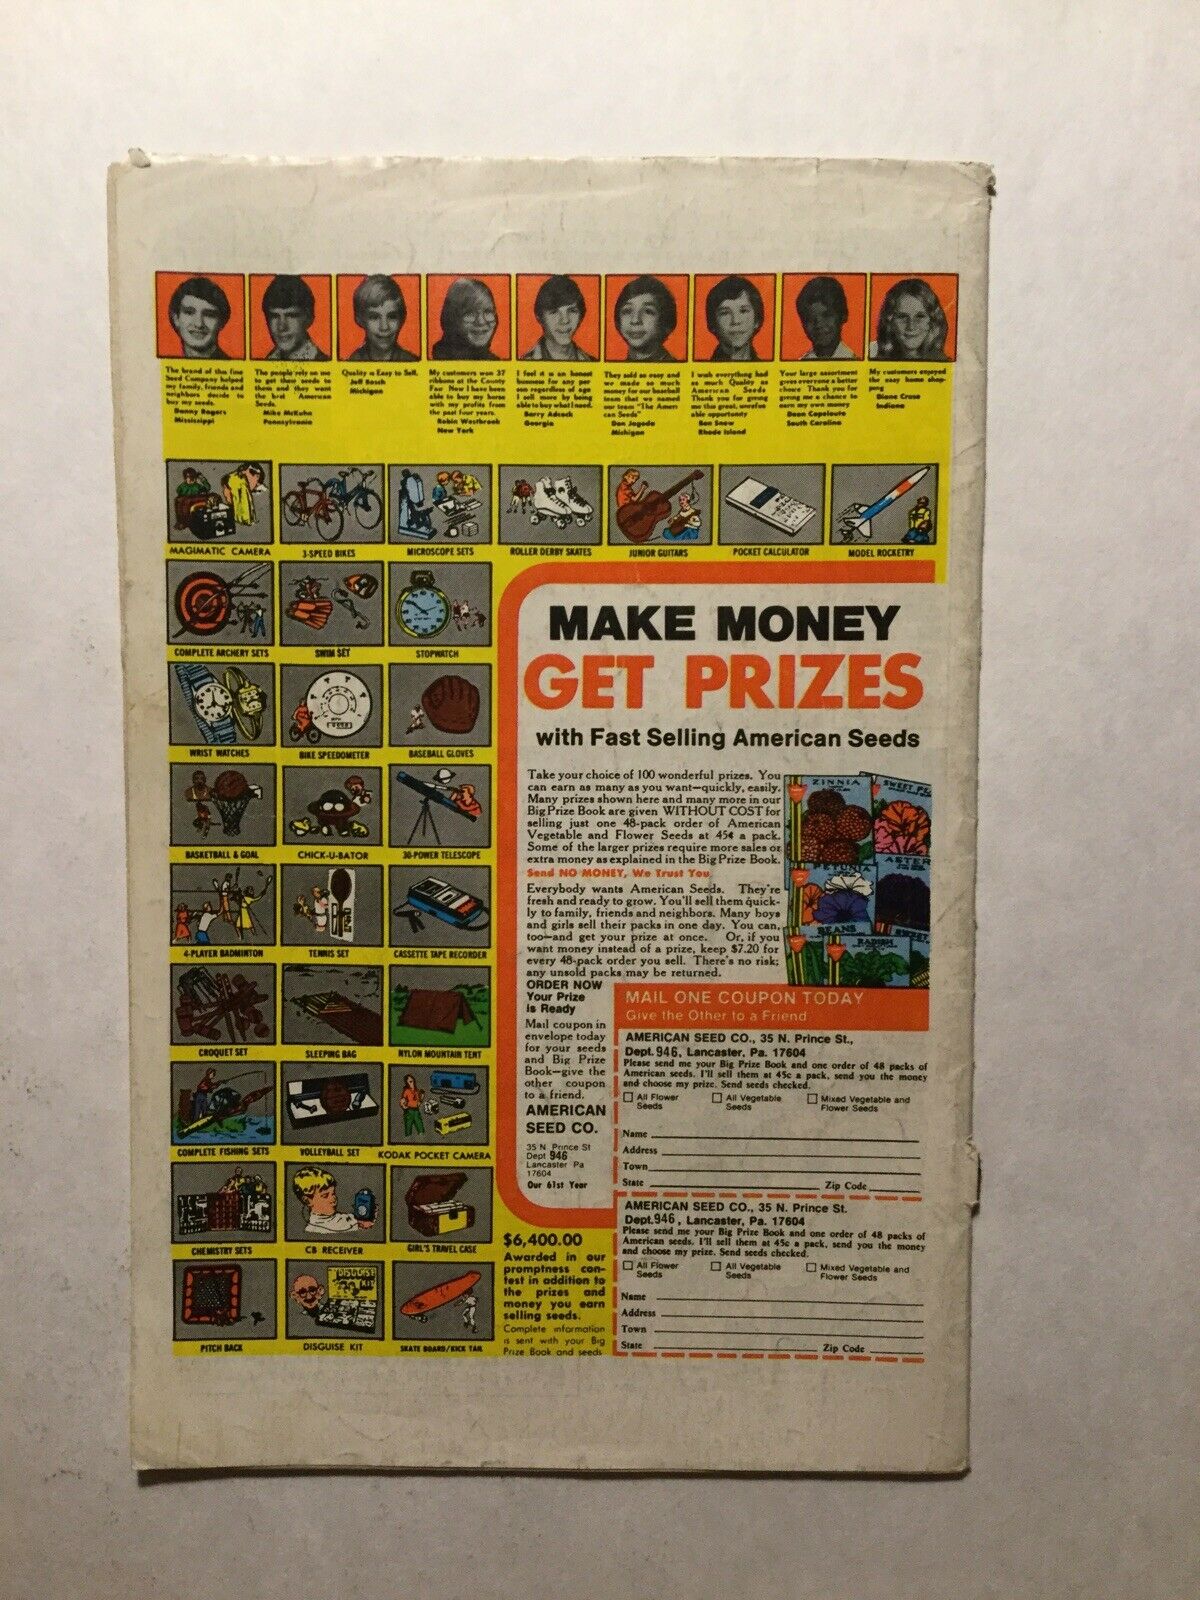 The brand of this fine
Seed Company helped
my family, friends and
neighbors decide to
buy my seeds.
Danny Rogers
Mississippi
The people rely on me
to get these seeds to
them and they want
the best American
Seeds.
Mike McKuhn
Pennsylvania
Quality is Easy to Sell.
Jeff Bosch
Michigan
My customers won 37
ribbons at the County
Fair. Now I have been
able to buy my horse
with my profits from
the past four years.
Robin Westbrook
New York
I feel it is an honest
business for any per
son regardless of age
I sell more by being
able to buy what I need.
Barry Adcock
Georgia
They sold so easy and
we made so much
money for our baseball
team that we named
our team "The Ameri
can Seeds"
Don Jagoda
Michigan
I wish everything had
as much Quality as
American Seeds
Thank you for giving
me this great,
opportunity
Ben Snow
Rhode Island
Your large assortment
gives everyone a better
choice Thank you for
giving me a chance to
earn my own money
Dean
South Carolina
My customers enjoyed
the easy home shop-
ping
Diane Cruse
Indiana
MAGIMATIC CAMERA
3-SPEED BIKES
MICROSCOPE SETS
ROLLER DERBY SKATES
JUNIOR GUITARS
POCKET CALCULATOR
MODEL ROCKETRY
COMPLETE ARCHERY SETS
SWIM SET
STOPWATCH
WRIST WATCHES
BIKE SPEEDOMETER
BASEBALL GLOVES
BASKETBALL & GOAL
CHICK-U-BATOR
30-POWER TELESCOPE
4-PLAYER BADMINTON
TENNIS SET
CASSETTE TAPE RECORDER
CROQUET SET
SLEEPING BAG
NYLON MOUNTAIN TENT
COMPLETE FISHING SETS
VOLLEYBALL SET
KODAK POCKET CAMERA
CHEMISTRY SETS
CB RECEIVER
GIRL'S TRAVEL CASE
PITCH BACK
DISGUISE KIT
DISGUISE KIT
SKATE BOARD/KICK TAIL
MAKE MONEY
GET PRIZES
with Fast Selling American Seeds
Take your choice of 100 wonderful prizes. You
can earn as many as you want—quickly, easily.
Many prizes shown here and many more in our
Big Prize Book are given WITHOUT COST for
selling just one 48-pack order of American
Vegetable and Flower Seeds at 45¢ a pack.
Some of the larger prizes require more sales or
extra money as explained in the Big Prize Book.
Send NO MONEY, We Trust You.
Everybody wants American Seeds. They're
fresh and ready to grow. You'll sell them quick-
ly to family, friends and neighbors. Many boys
and girls sell their packs in one day. You can,
too—and get your prize at once. Or, if you
want money instead of a prize, keep $7.20 for
every 48-pack order you sell. There's no risk;
any unsold packs may be returned.
ZINNIA
SWEET PE
PETUNIA
ASTER
BEANS
RADISH
SWEET
ORDER NOW
Your Prize
is Ready
Mail coupon in
envelope today
for your seeds
and Big Prize
Book—give the
other coupon
to a friend.
AMERICAN
SEED CO.
35 N. Prince St
Dept 946
Lancaster Pa
17604
Our 61st Year
$6,400.00
Awarded in our
promptness con-
test in addition to
the prizes and
money you earn
selling seeds.
Complete information
is sent with your Big
Prize Book and seeds
MAIL ONE COUPON TODAY
Give the Other to a Friend.
AMERICAN SEED CO., 35 N. Prince St.,
Dept. 946, Lancaster, Pa. 17604
Please send me your Big Prize Book and one order of 48 packs of
American seeds. I'll sell them at 45c a pack, send you the money
and choose my prize. Send seeds checked.
All Flower Seeds
All Vegetable Seeds
Mixed Vegetable and Flower Seeds
Name
Address
Town
State Zip Code
AMERICAN SEED CO., 35 N. Prince St.
Dept. 946, Lancaster, Pa. 17604
Please send me your Big Prize Book and one order of 48 packs of
American seeds. I'll sell them at 45c a pack, send you the money
and choose my prize. Send seeds checked.
All Flower Seeds
All Vegetable Seeds
Mixed Vegetable and Flower Seeds
Name
Address
Town
State Zip Code